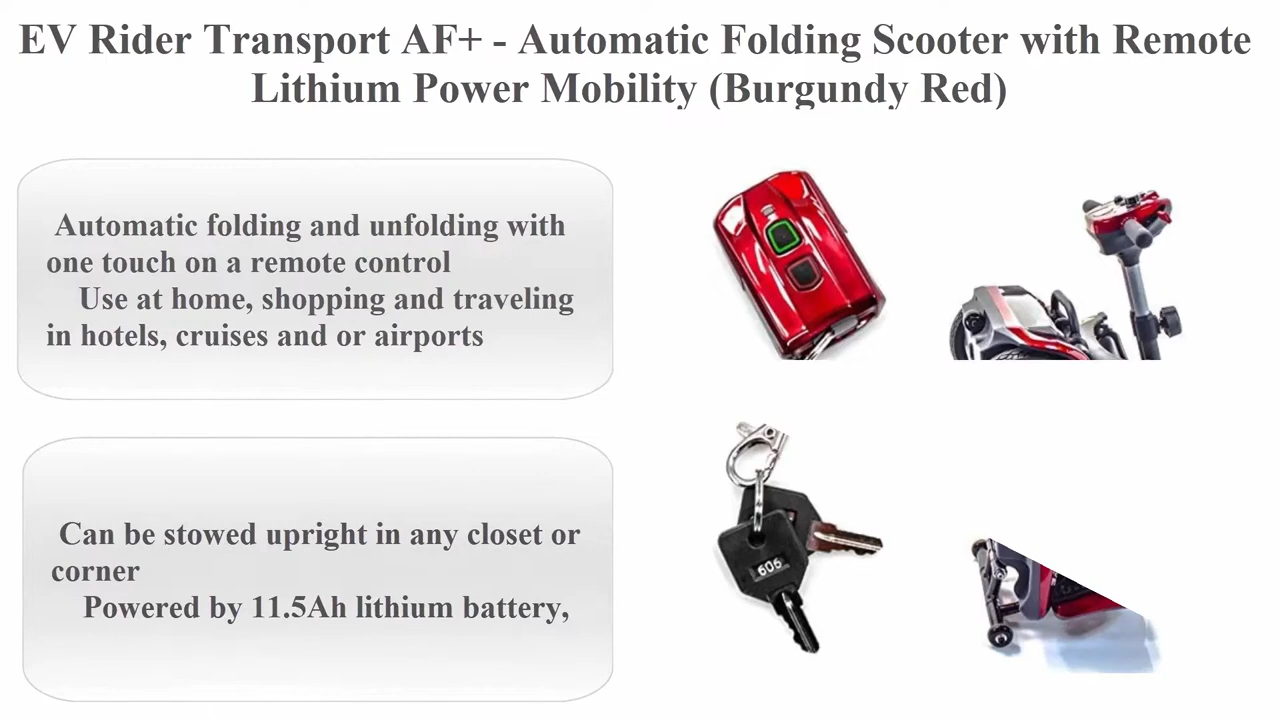 EV Rider Transport AF+ - Automatic Folding Scooter with Remote
Lithium Power Mobility (Burgundy Red)
Automatic folding and unfolding with
one touch on a remote control
Use at home, shopping and traveling
in hotels, cruises and or airports
Can be stowed upright in any closet or
corner
Powered by 11.5Ah lithium battery,
606